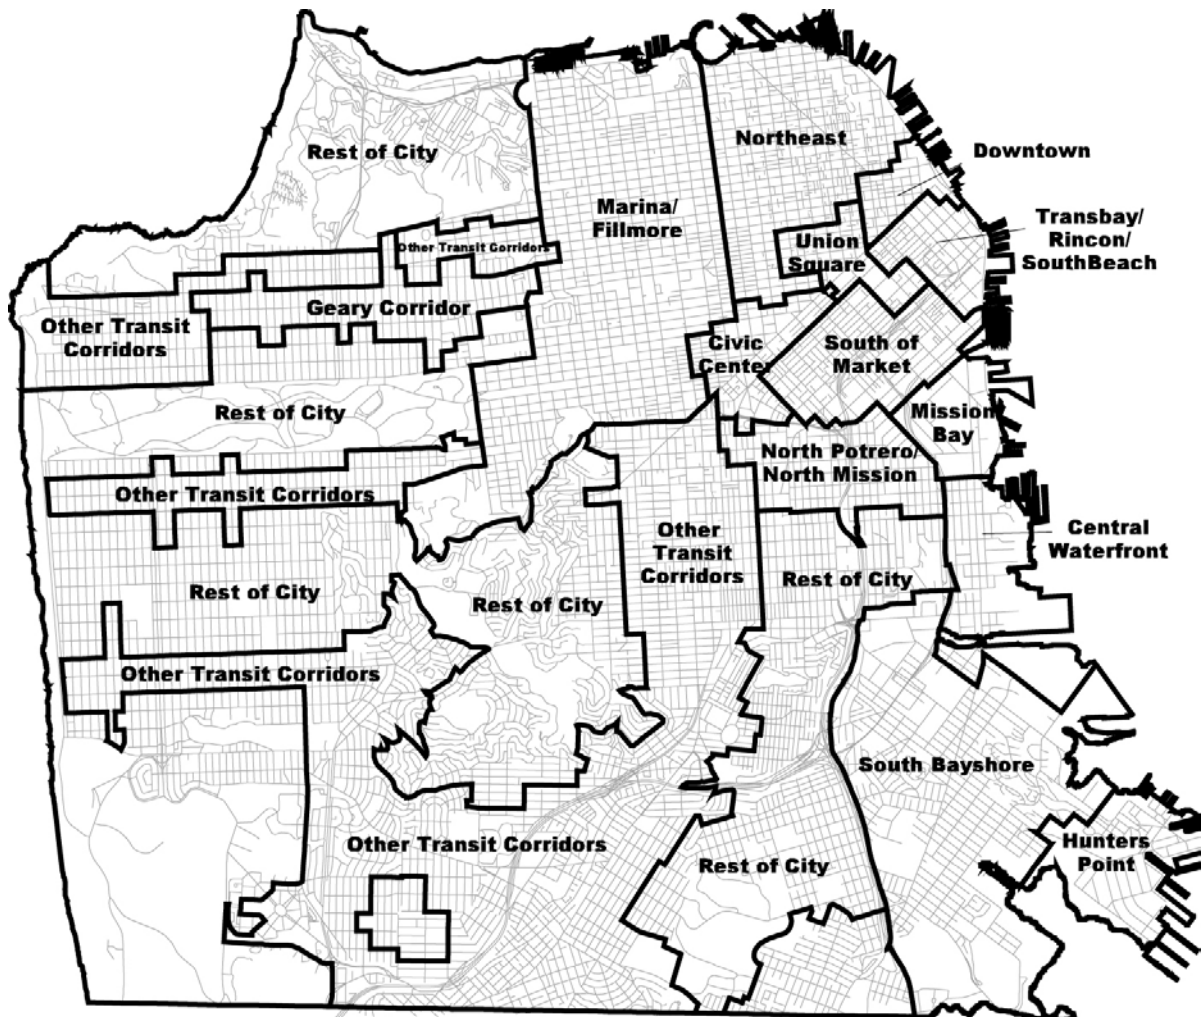 Northeast
Downtown
Rest of City
Marina/
Fillmore
Transbay/
Rincon/
SouthBeach
Other Transit Corridors
Union
Square
Geary Corridor
Other Transit
Corridors
Civic
Center
South of
Market
Rest of City
Mission
Bay
North Potrero/
North Mission
Other Transit Corridors
Other
Transit
Corridors
Central
Waterfront
Rest of City
Rest of City
Rest of City
Other Transit Corridors
South Bayshore
Other Transit Corridors
Rest of City
Hunters
Point